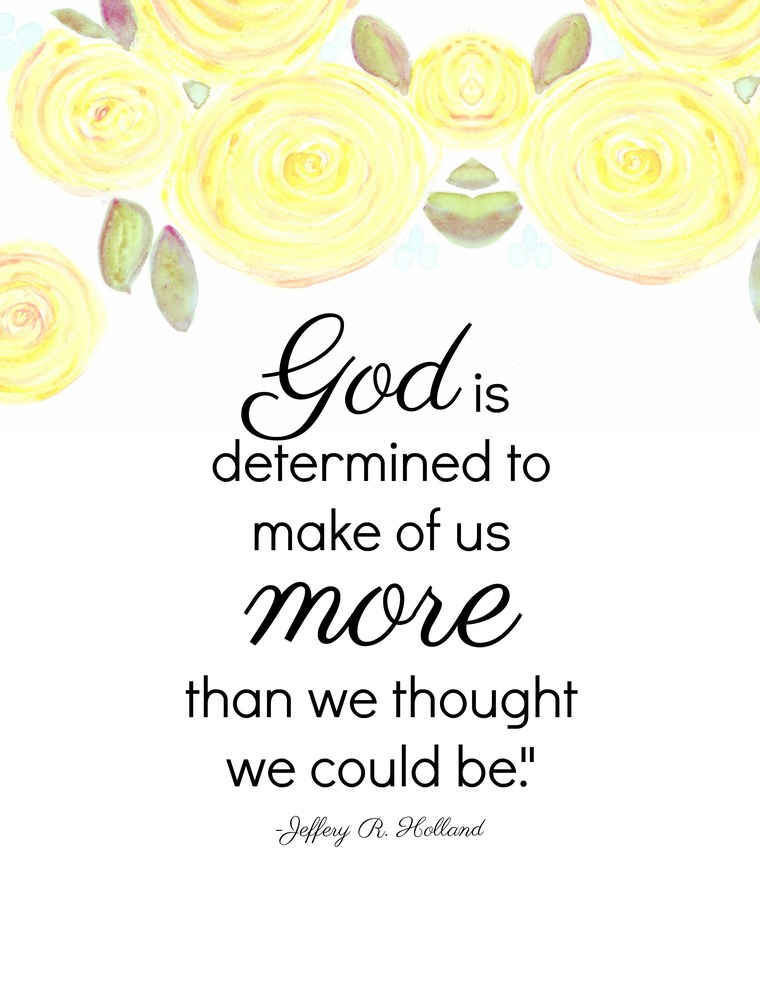 God is
determined to
make of us
more
than we thought
we could be."
-Jeffery R. Holland